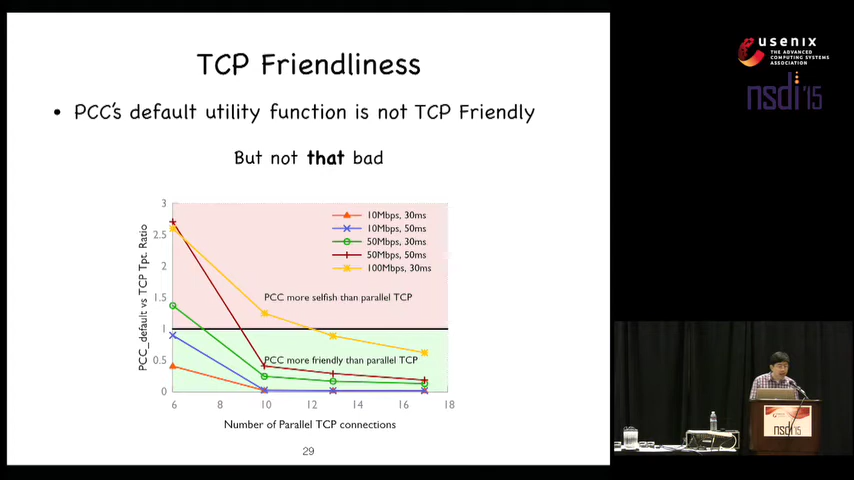 TCP Friendliness
• PCC's default utility function is not TCP Friendly
But not that bad
PCC_default vs TCP Tpt. Ratio
3
2.5
2
1.5
1
0.5
0
10Mbps, 30ms
10Mbps, 50ms
50Mbps, 30ms
50Mbps, 50ms
100Mbps, 30ms
PCC more selfish than parallel TCP
PCC more friendly than parallel TCP
6 8 10 12 14 16 18
Number of Parallel TCP connections
29
usenix
THE ADVANCED
COMPUTING SYSTEMS
ASSOCIATION
nsdi'15
nsdi'15